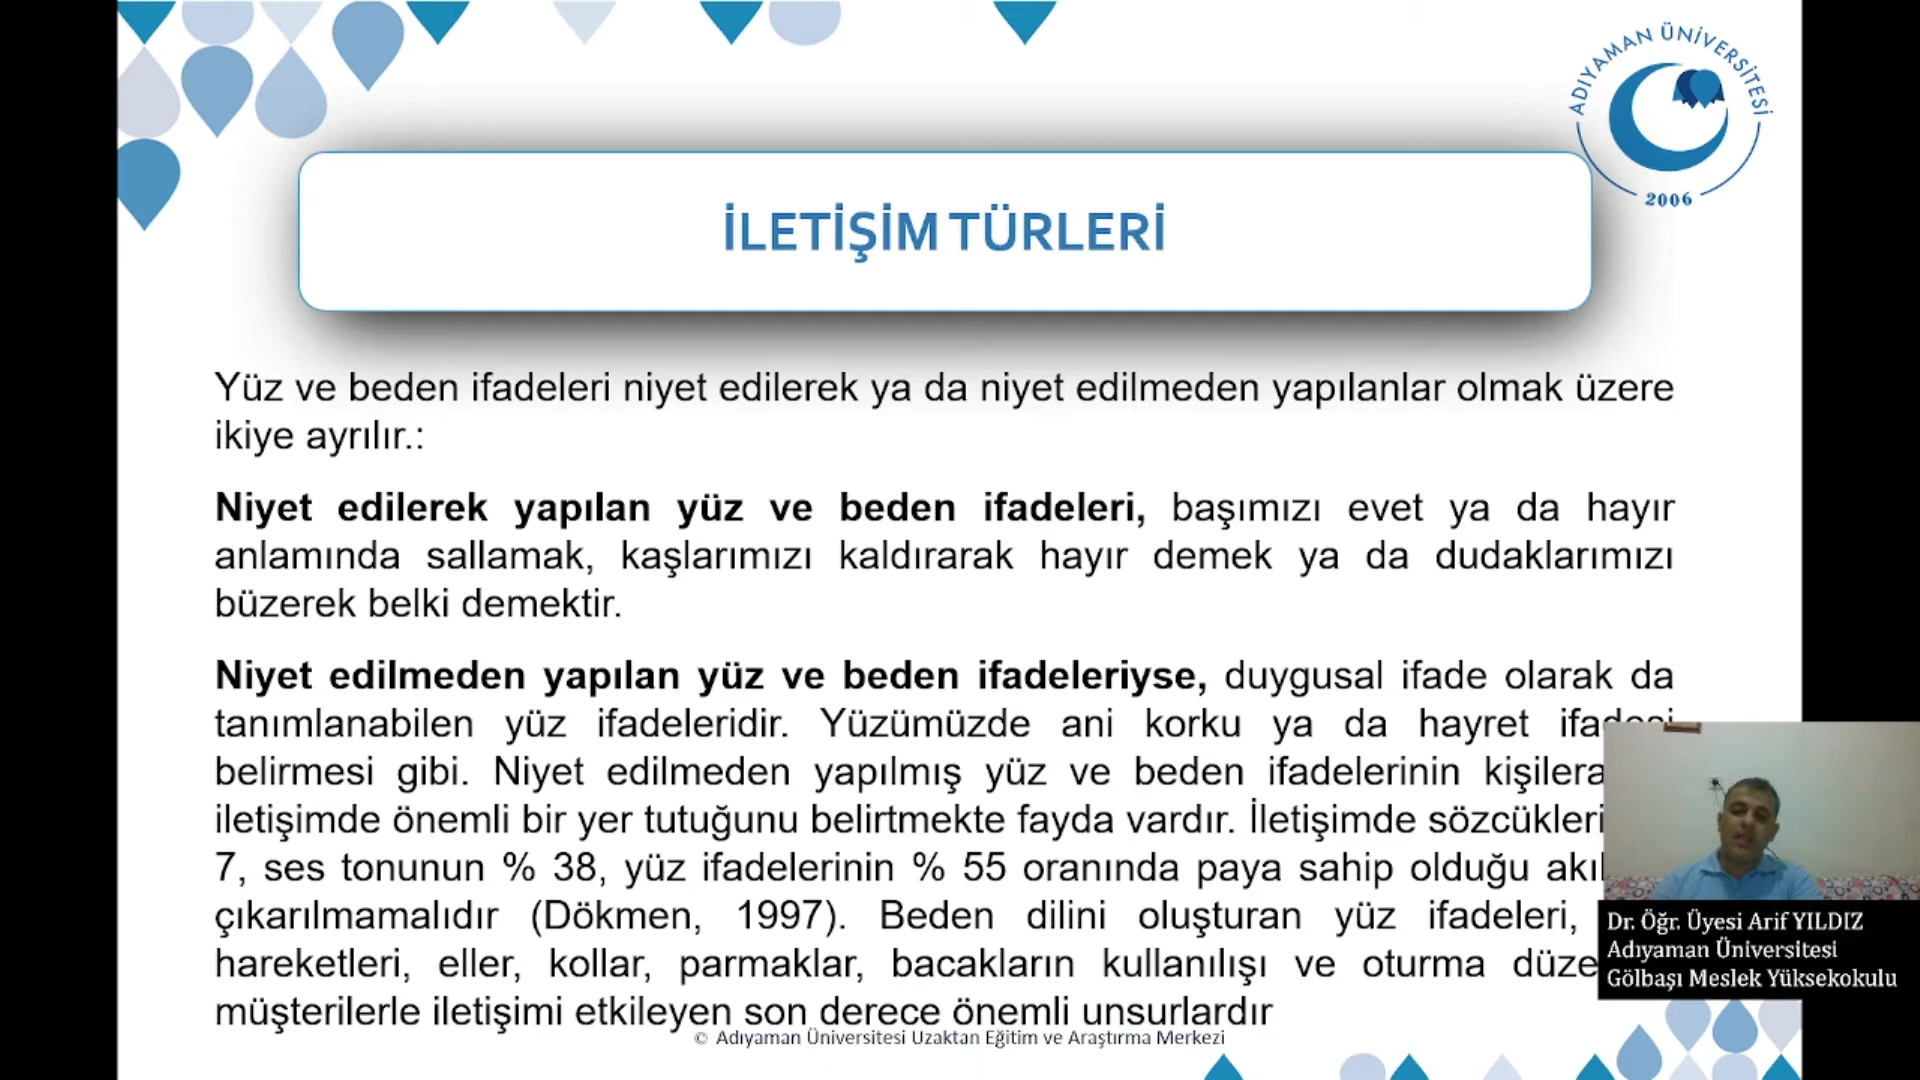 ADIYAMAN ÜNİVERSİTESİ
2006
İLETİŞİM TÜRLERİ
Yüz ve beden ifadeleri niyet edilerek ya da niyet edilmeden yapılanlar olmak üzere
ikiye ayrılır.:
Niyet edilerek yapılan yüz ve beden ifadeleri, başımızı evet ya da hayır
anlamında sallamak, kaşlarımızı kaldırarak hayır demek ya da dudaklarımızı
büzerek belki demektir.
Niyet edilmeden yapılan yüz ve beden ifadeleriyse, duygusal ifade olarak da
tanımlanabilen yüz ifadeleridir. Yüzümüzde ani korku ya da hayret ifadesi
belirmesi gibi. Niyet edilmeden yapılmış yüz ve beden ifadelerinin
iletişimde önemli bir yer tutuğunu belirtmekte fayda vardır. İletişimde
7, ses tonunun % 38, yüz ifadelerinin % 55 oranında paya sahip olduğu
çıkarılmamalıdır (Dökmen, 1997). Beden dilini oluşturan yüz ifadeleri,
hareketleri, eller, kollar, parmaklar, bacakların kullanılışı ve oturma
müşterilerle iletişimi etkileyen son derece önemli unsurlardır
Dr. Öğr. Üyesi Arif YILDIZ
Adıyaman Üniversitesi
Gölbaşı Meslek Yüksekokulu
© Adıyaman Üniversitesi Uzaktan Eğitim ve Araştırma Merkezi